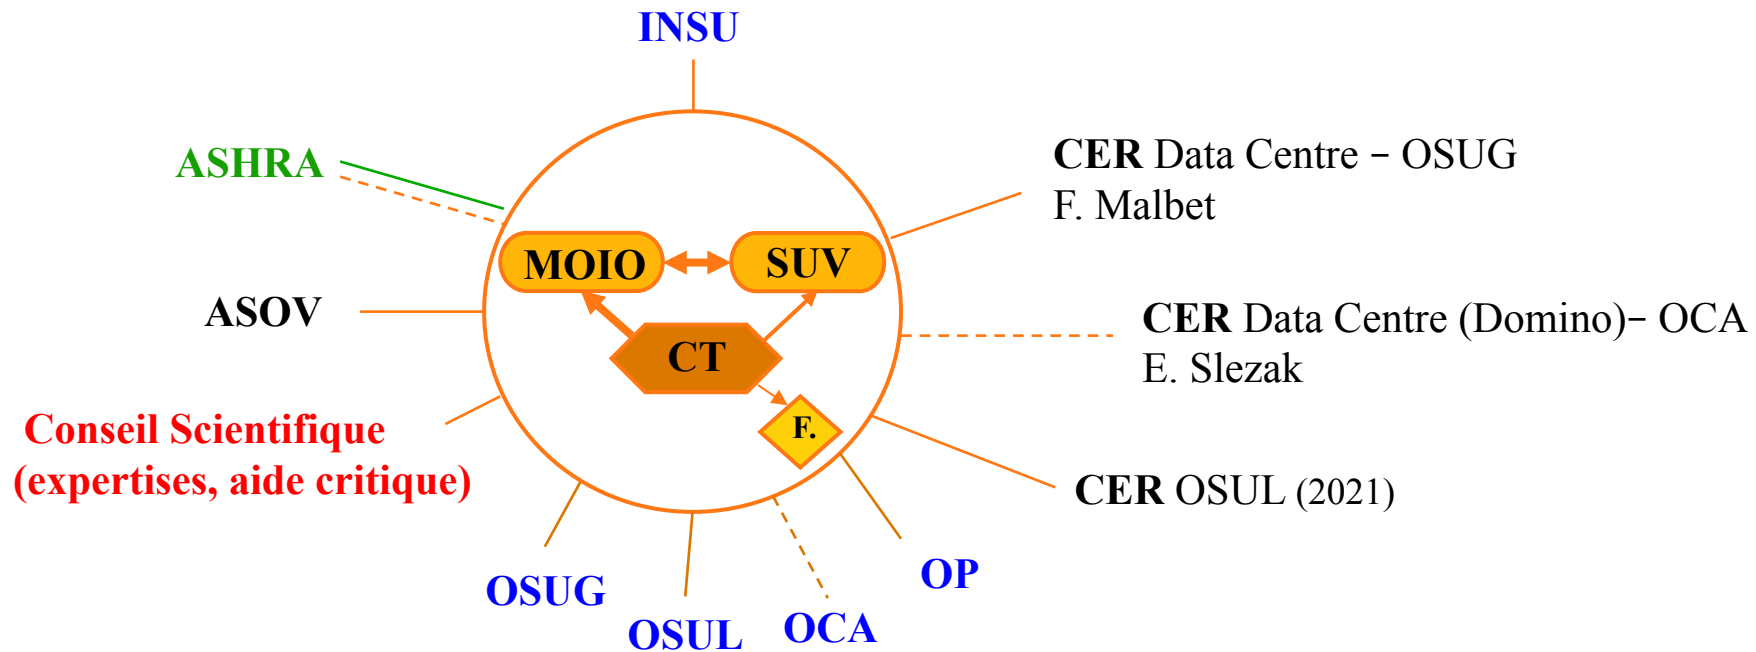 INSU
ASHRA
CER Data Centre – OSUG
F. Malbet
MOIO
SUV
ASOV
CER Data Centre (Domino)– OCA
E. Slezak
CT
F.
Conseil Scientifique
(expertises, aide critique)
CER OSUL (2021)
OSUG
OSUL
OCA
OP